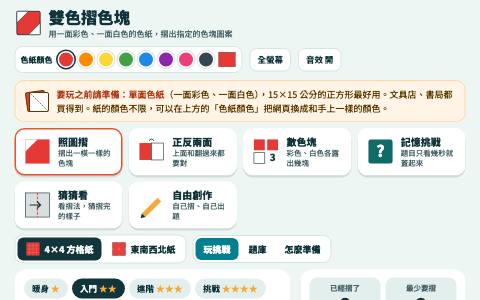 雙色摺色塊
用一面彩色、一面白色的色紙，摺出指定的色塊圖案
色紙顏色
全螢幕
音效 開
要玩之前請準備：單面色紙（一面彩色、一面白色），15×15 公分的正方形最好用。文具店、書局都
買得到。紙的顏色不限，可以在上方的「色紙顏色」把網頁換成和手上一樣的顏色。
照圖摺
摺出一模一樣的
色塊
正反兩面
上面和翻過來都
要對
3
數色塊
彩色、白色各露
出幾塊
?
記憶挑戰
題目只看幾秒就
蓋起來
猜猜看
看摺法，猜摺完
的樣子
自由創作
自己摺、自己出
題
4×4 方格紙
東南西北紙
玩挑戰
題庫
怎麼準備
暖身 ★
入門 ★★
進階 ★★★
挑戰 ★★★★
已經摺了
最少要摺